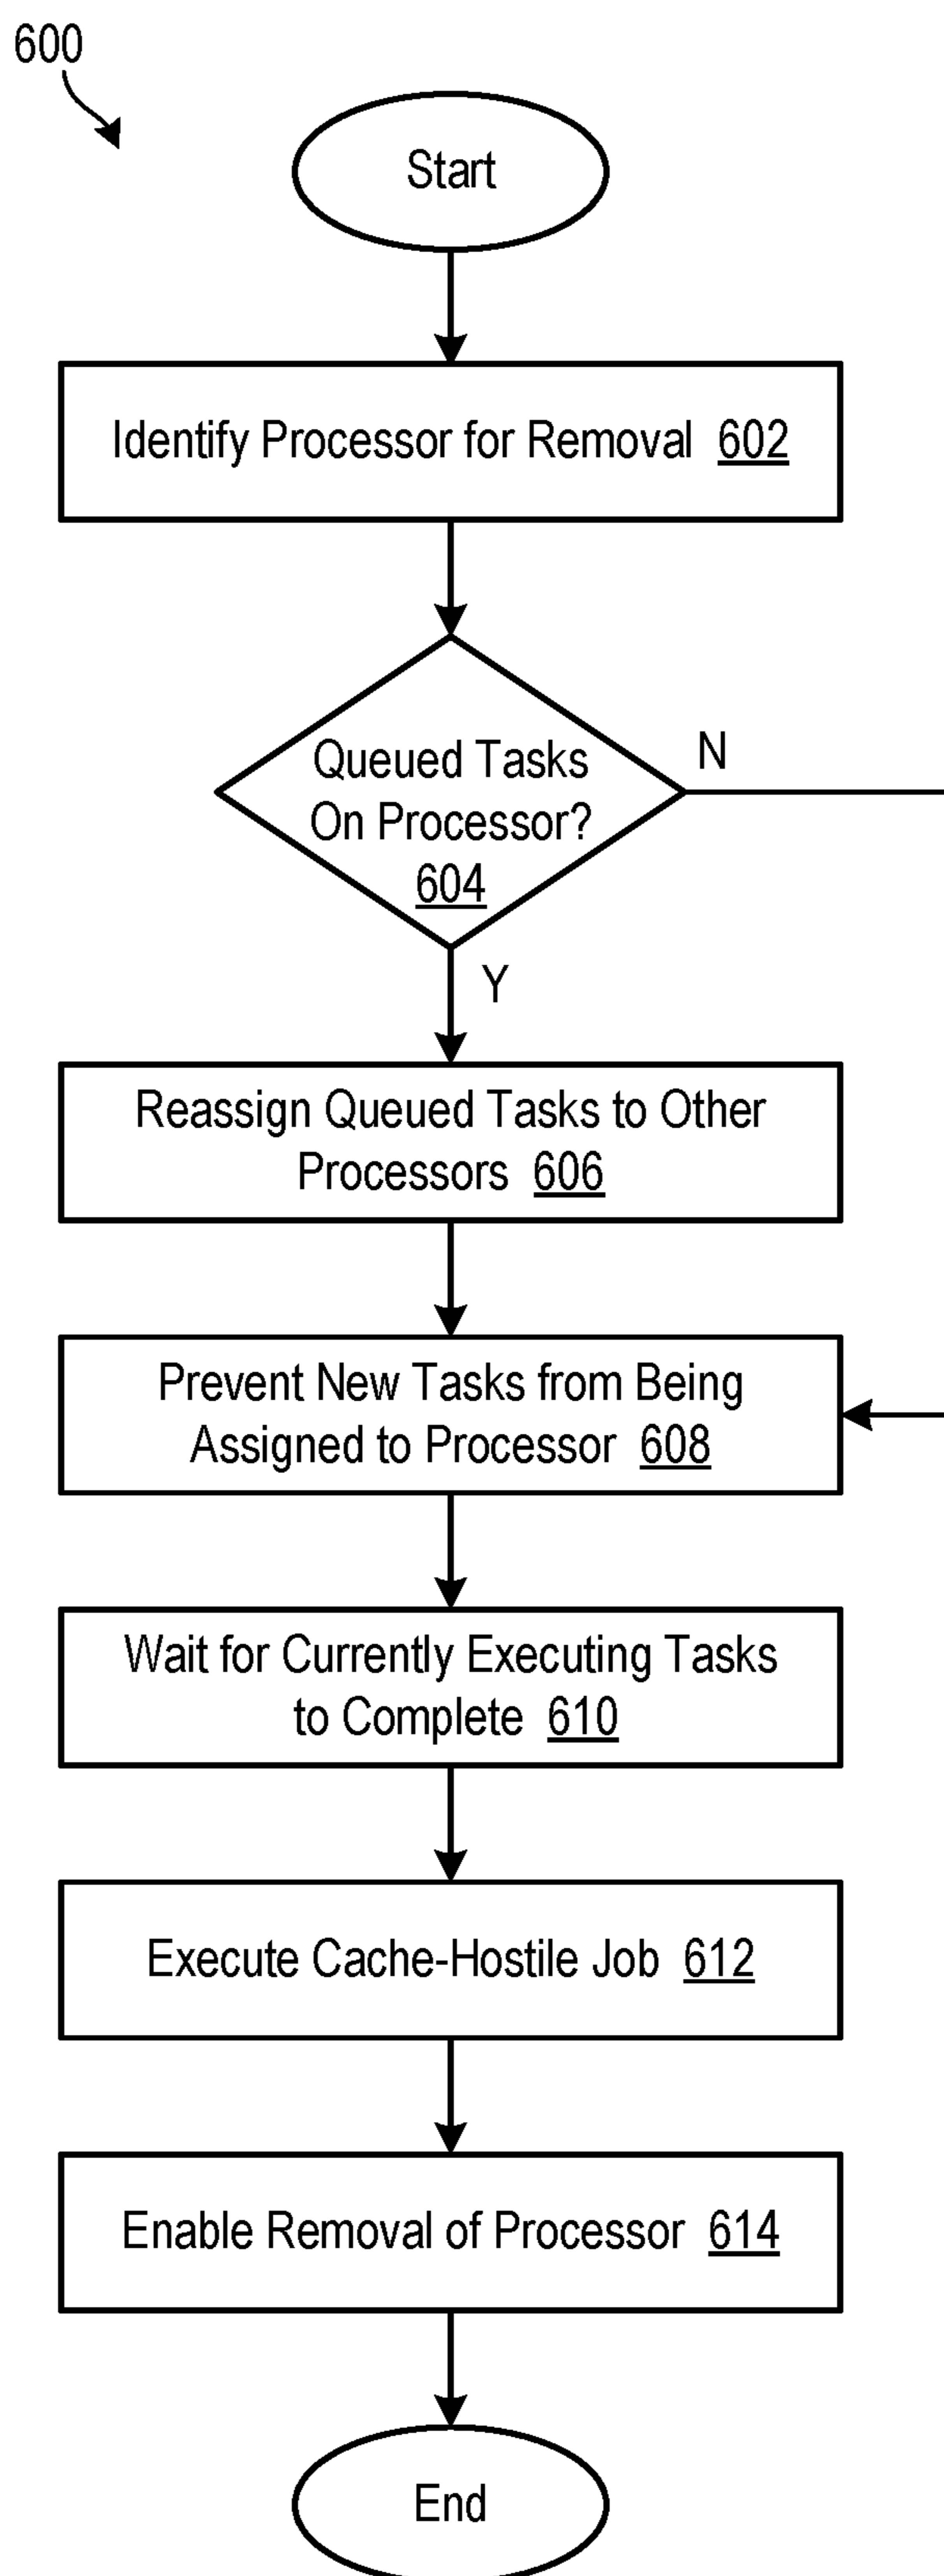 600
Start
Identify Processor for Removal 602
Queued Tasks
On Processor?
604
N
Y
Reassign Queued Tasks to Other
Processors 606
Prevent New Tasks from Being
Assigned to Processor 608
Wait for Currently Executing Tasks
to Complete 610
Execute Cache-Hostile Job 612
Enable Removal of Processor 614
End